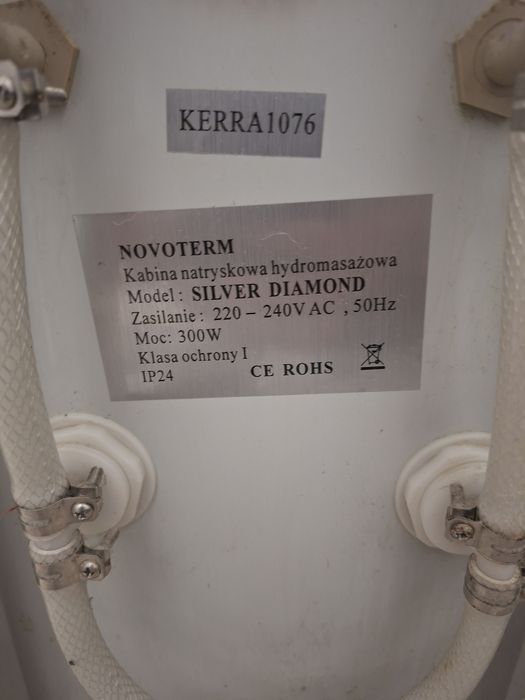 KERRA1076
NOVOTERM
Kabina natryskowa hydromasażowa
Model : SILVER DIAMOND
Zasilanie : 220 – 240V AC , 50Hz
Moc: 300W
Klasa ochrony I
IP24
CE ROHS